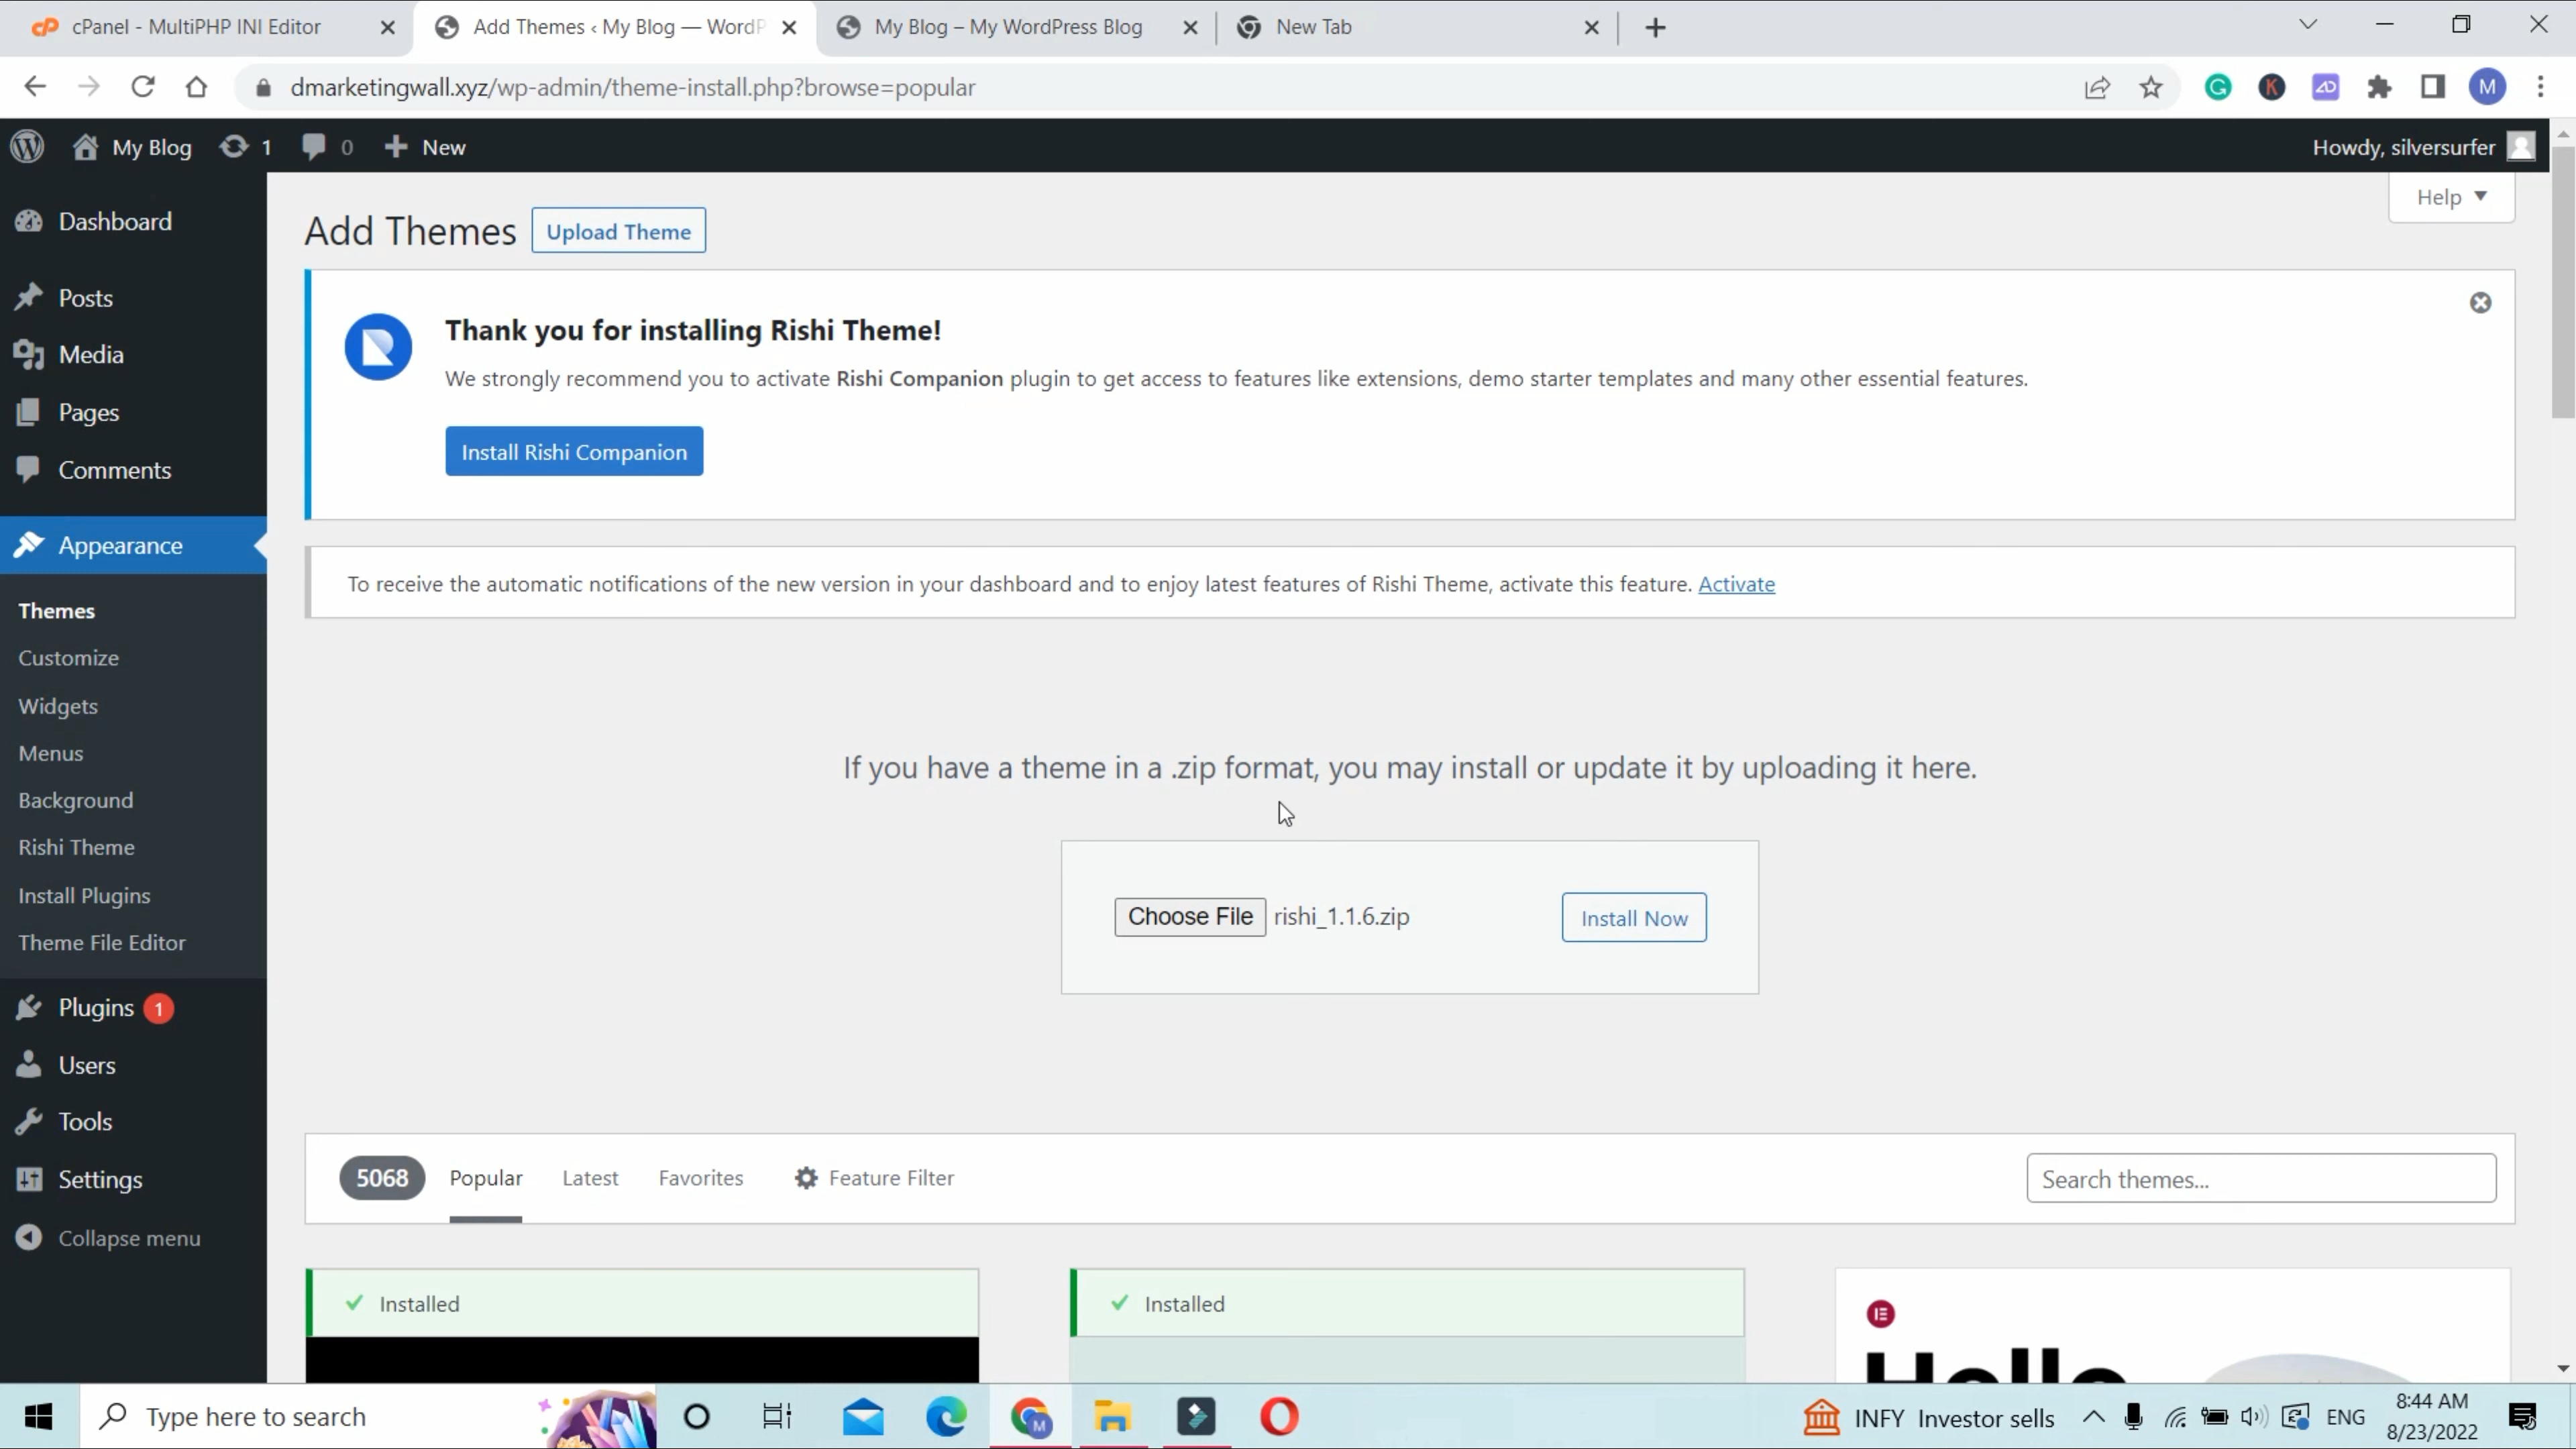 cPanel - MultiPHP INI Editor
Add Themes ‹ My Blog — WordP
My Blog – My WordPress Blog
New Tab
dmarketingwall.xyz/wp-admin/theme-install.php?browse=popular
M
My Blog
1
0
New
Howdy, silversurfer
Dashboard
Posts
Media
Pages
Comments
Appearance
Themes
Customize
Widgets
Menus
Background
Rishi Theme
Install Plugins
Theme File Editor
Plugins 1
Users
Tools
Settings
Collapse menu
Help
Add Themes
Upload Theme
Thank you for installing Rishi Theme!
We strongly recommend you to activate Rishi Companion plugin to get access to features like extensions, demo starter templates and many other essential features.
Install Rishi Companion
To receive the automatic notifications of the new version in your dashboard and to enjoy latest features of Rishi Theme, activate this feature. Activate
If you have a theme in a .zip format, you may install or update it by uploading it here.
Choose File rishi_1.1.6.zip
Install Now
5068 Popular Latest Favorites Feature Filter
Search themes...
Installed
Installed
Hello
Type here to search
M
INFY Investor sells
ENG
8:44 AM
8/23/2022